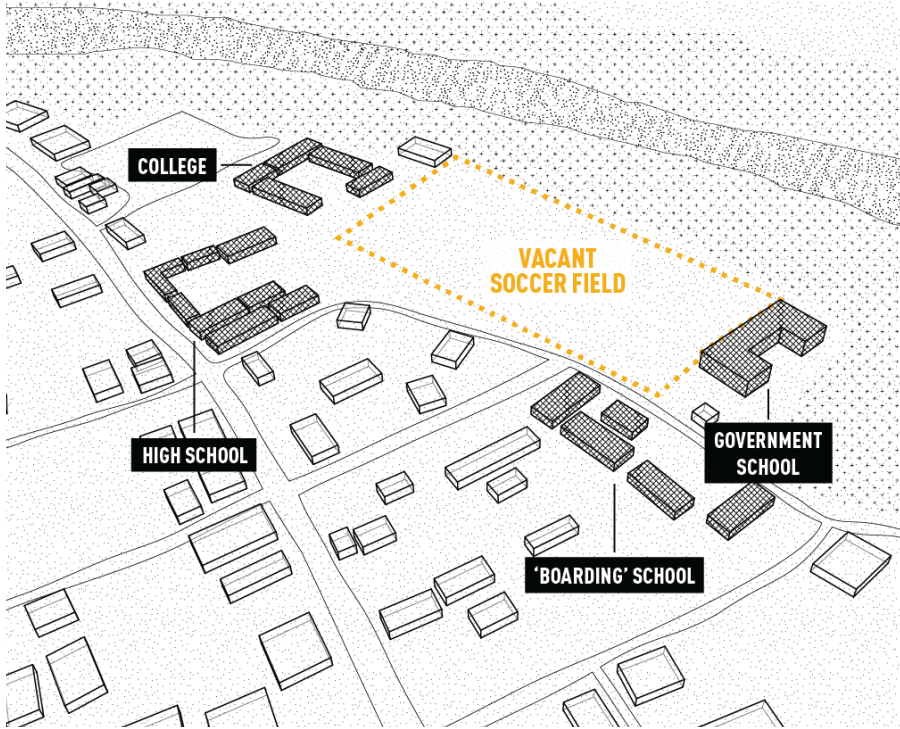 COLLEGE
VACANT
SOCCER FIELD
HIGH SCHOOL
GOVERNMENT
SCHOOL
‘BOARDING’ SCHOOL